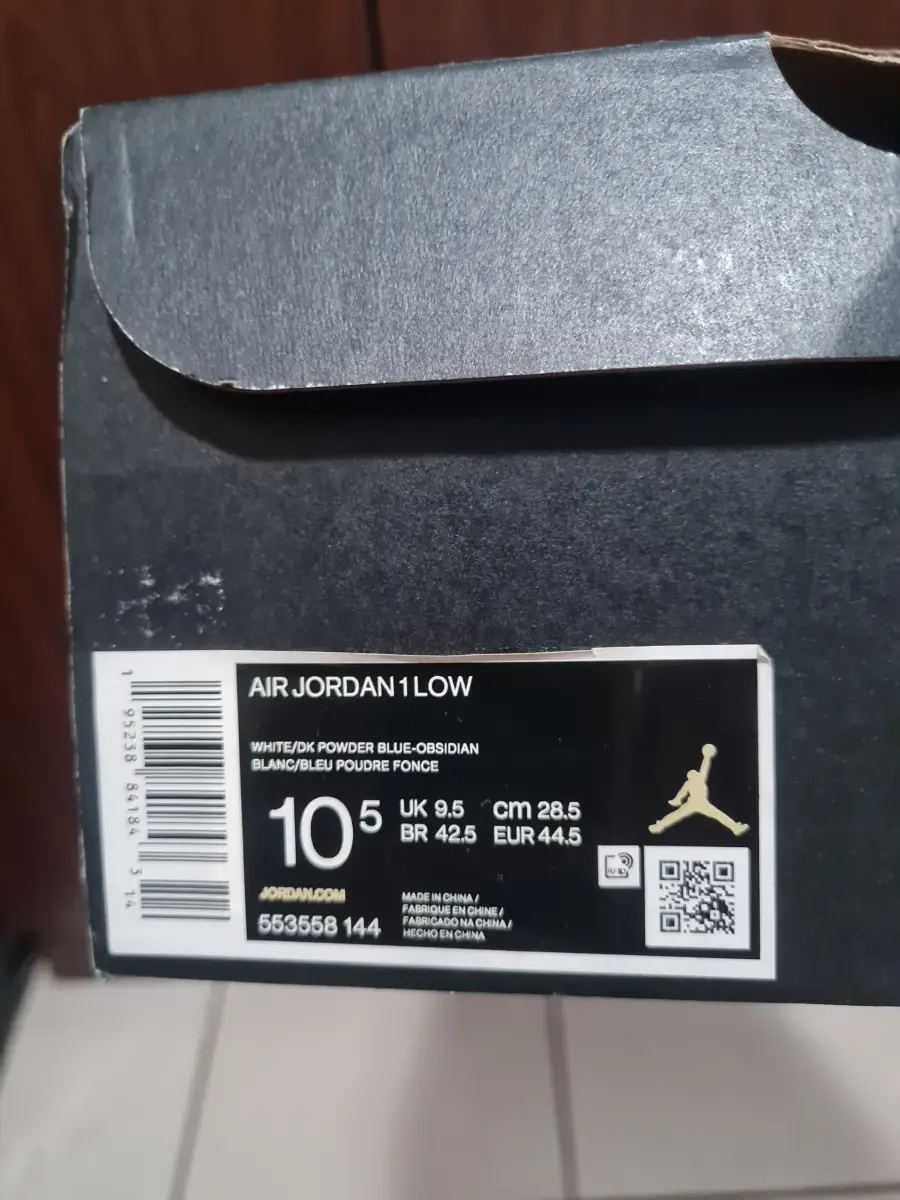 AIR JORDAN 1 LOW
WHITE/DK POWDER BLUE-OBSIDIAN
BLANC/BLEU POUDRE FONCE
10 5
UK 9.5 cm 28.5
BR 42.5 EUR 44.5
JORDAN.COM
553558 144
MADE IN CHINA /
FABRIQUE EN CHINE /
FABRICADO NA CHINA /
HECHO EN CHINA
1 95238 84184 3 14